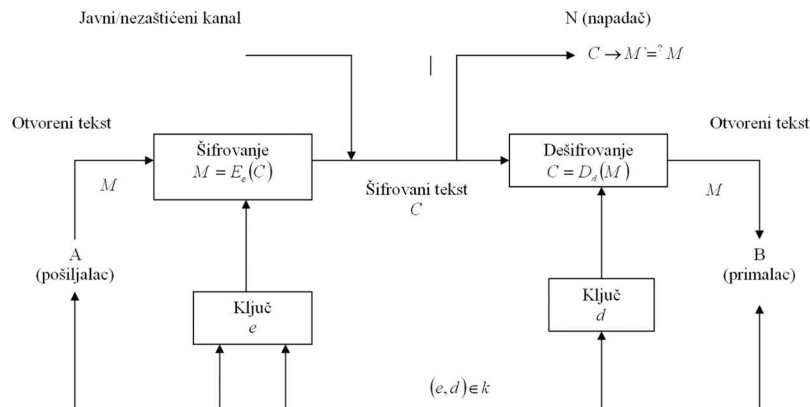 Javni/nezaštićeni kanal
N (napadač)
C → M`=? M
Otvoreni tekst
Otvoreni tekst
Šifrovanje
M = E_e(C)
Dešifrovanje
C = D_d(M)
M
Šifrovani tekst
C
M
A
(pošiljalac)
B
(primalac)
Ključ
e
Ključ
d
(e,d)∈k